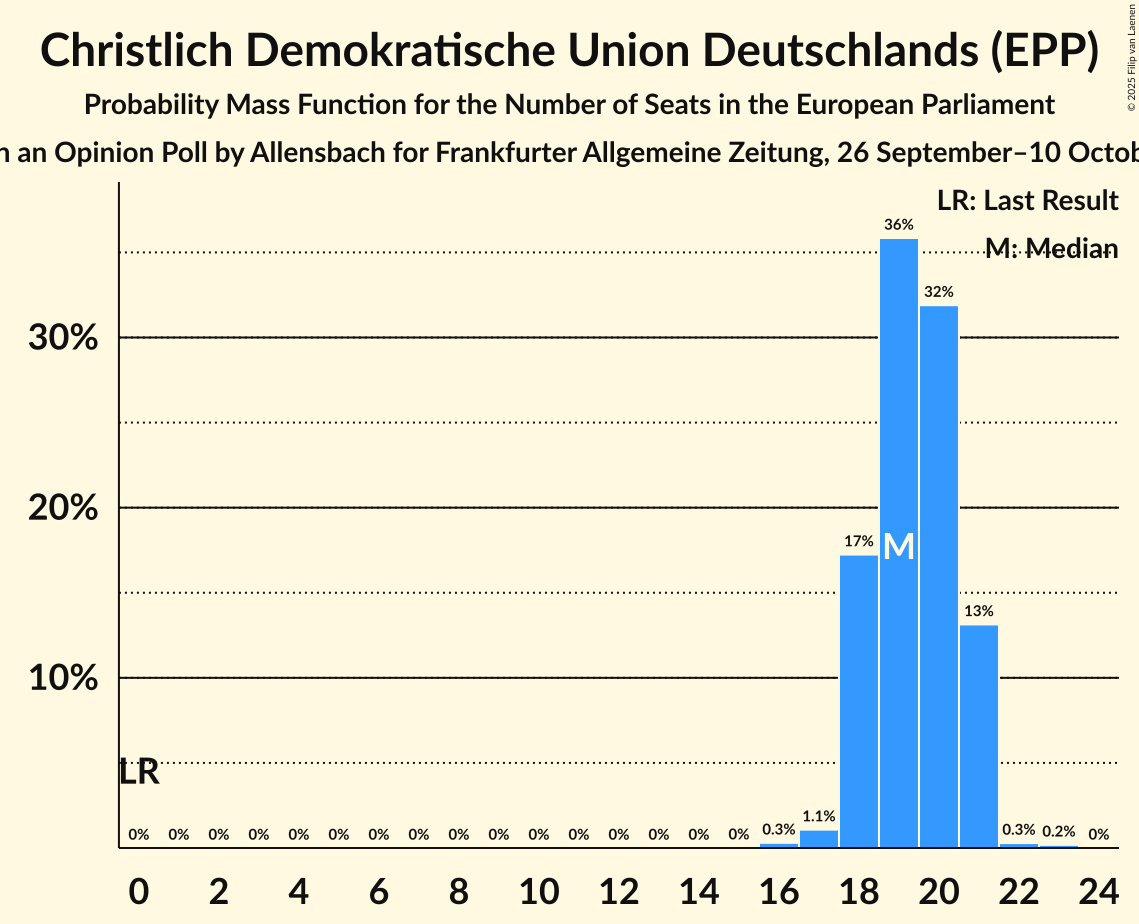 Christlich Demokratische Union Deutschlands (EPP)
Probability Mass Function for the Number of Seats in the European Parliament
an Opinion Poll by Allensbach for Frankfurter Allgemeine Zeitung, 26 September–10
© 2025 Filip van Laenen
LR: Last Result
M: Median
30%
20%
10%
36%
32%
17%
13%
M
LR
0% 0% 0% 0% 0% 0% 0% 0% 0% 0% 0% 0% 0% 0% 0% 0% 0.3% 1.1% 0.3% 0.2% 0%
0 2 4 6 8 10 12 14 16 18 20 22 24